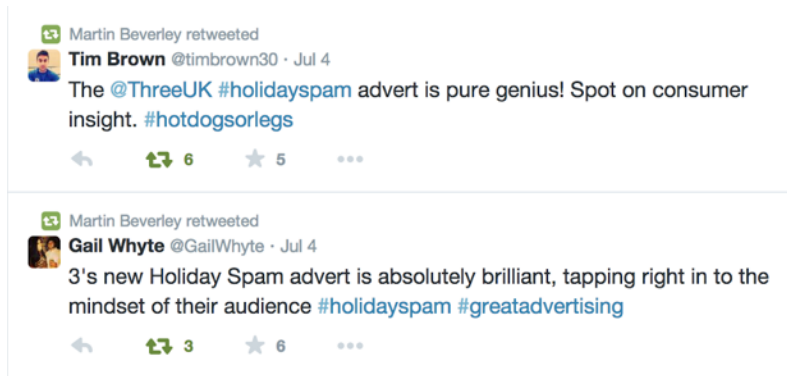 Martin Beverley retweeted
Tim Brown @timbrown30 · Jul 4
The @ThreeUK #holidayspam advert is pure genius! Spot on consumer
insight. #hotdogsorlegs
6 5
Martin Beverley retweeted
Gail Whyte @GailWhyte · Jul 4
3's new Holiday Spam advert is absolutely brilliant, tapping right in to the
mindset of their audience #holidayspam #greatadvertising
3 6